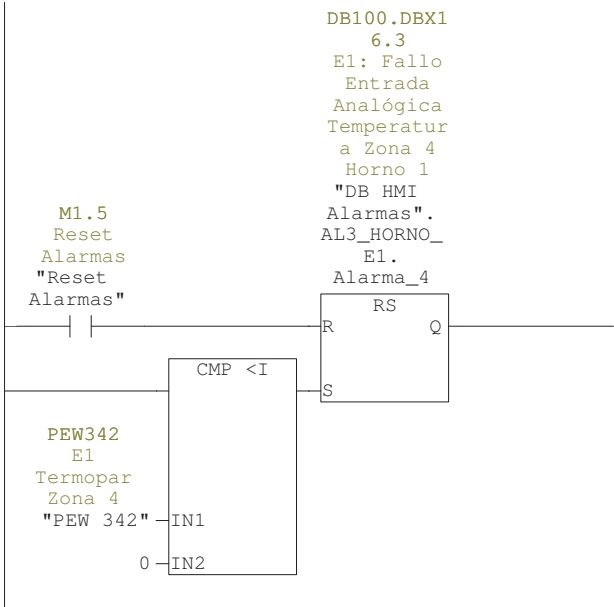 DB100.DBX1
6.3
E1: Fallo
Entrada
Analógica
Temperatur
a Zona 4
Horno 1
"DB HMI
Alarmas".
AL3_HORNO_
E1.
Alarma_4
M1.5
Reset
Alarmas
"Reset
Alarmas"
RS
R
Q
CMP <I
S
PEW342
E1
Termopar
Zona 4
"PEW 342"
IN1
0
IN2